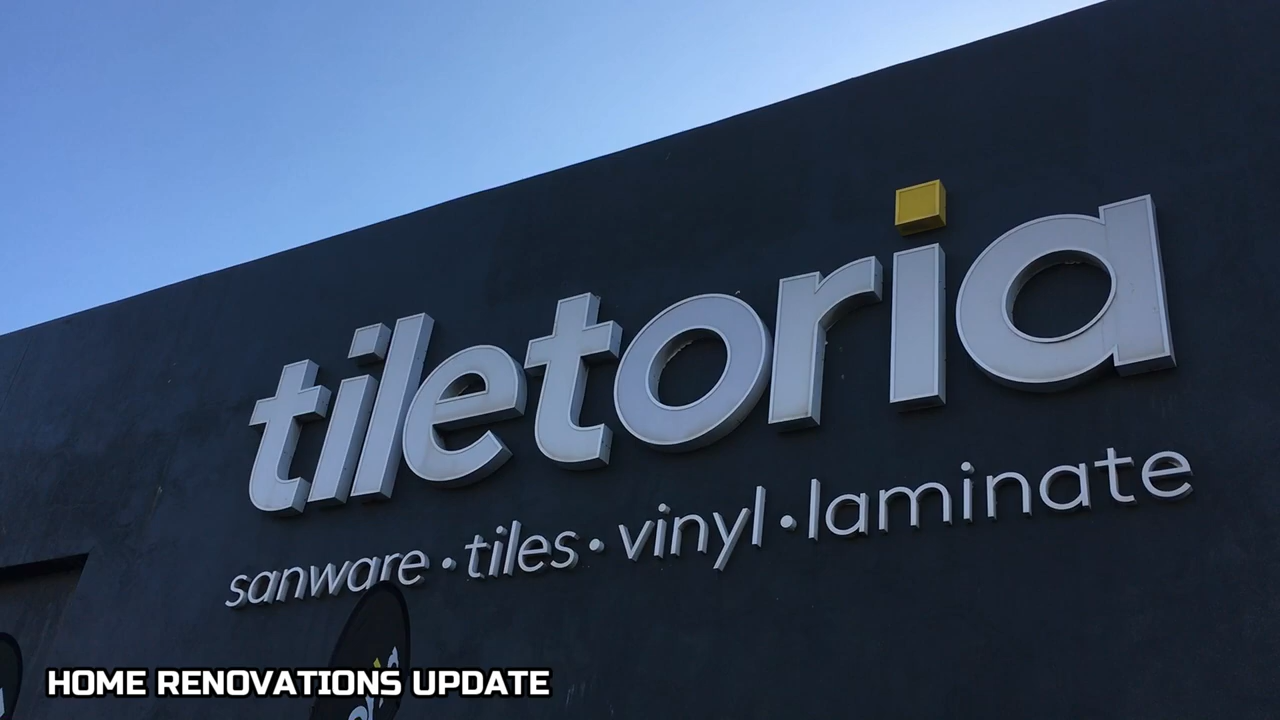 tiletoria
sanware • tiles • vinyl • laminate
HOME RENOVATIONS UPDATE